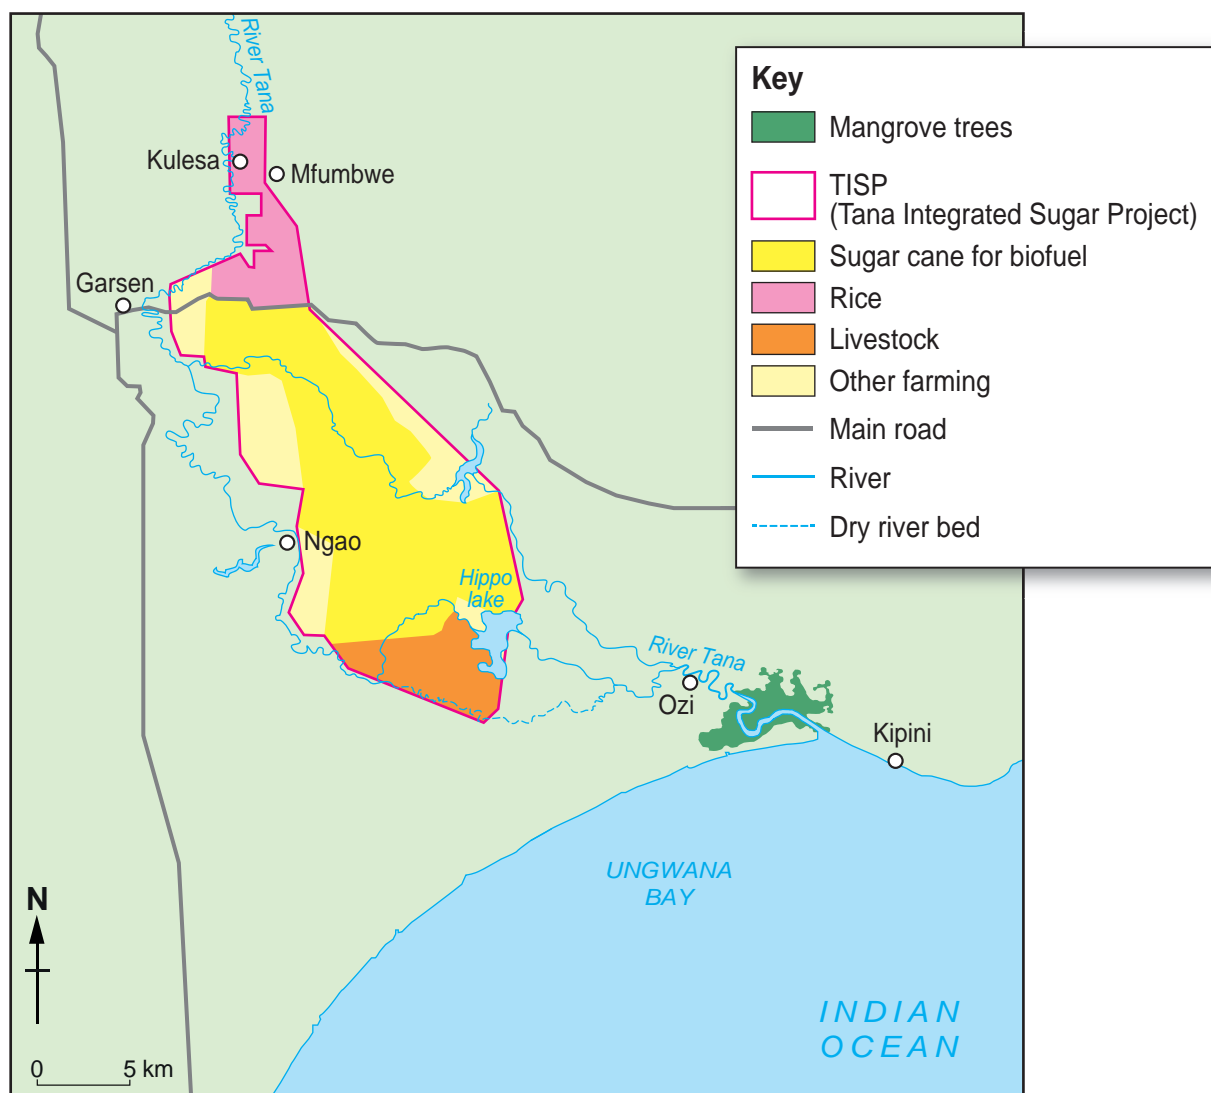 River Tana
Key
Mangrove trees
TISP
(Tana Integrated Sugar Project)
Sugar cane for biofuel
Rice
Livestock
Other farming
Main road
River
Dry river bed
Kulesa
Mfumbwe
Garsen
Ngao
Hippo
lake
River Tana
Ozi
Kipini
UNGWANA
BAY
N
INDIAN
OCEAN
0 5 km